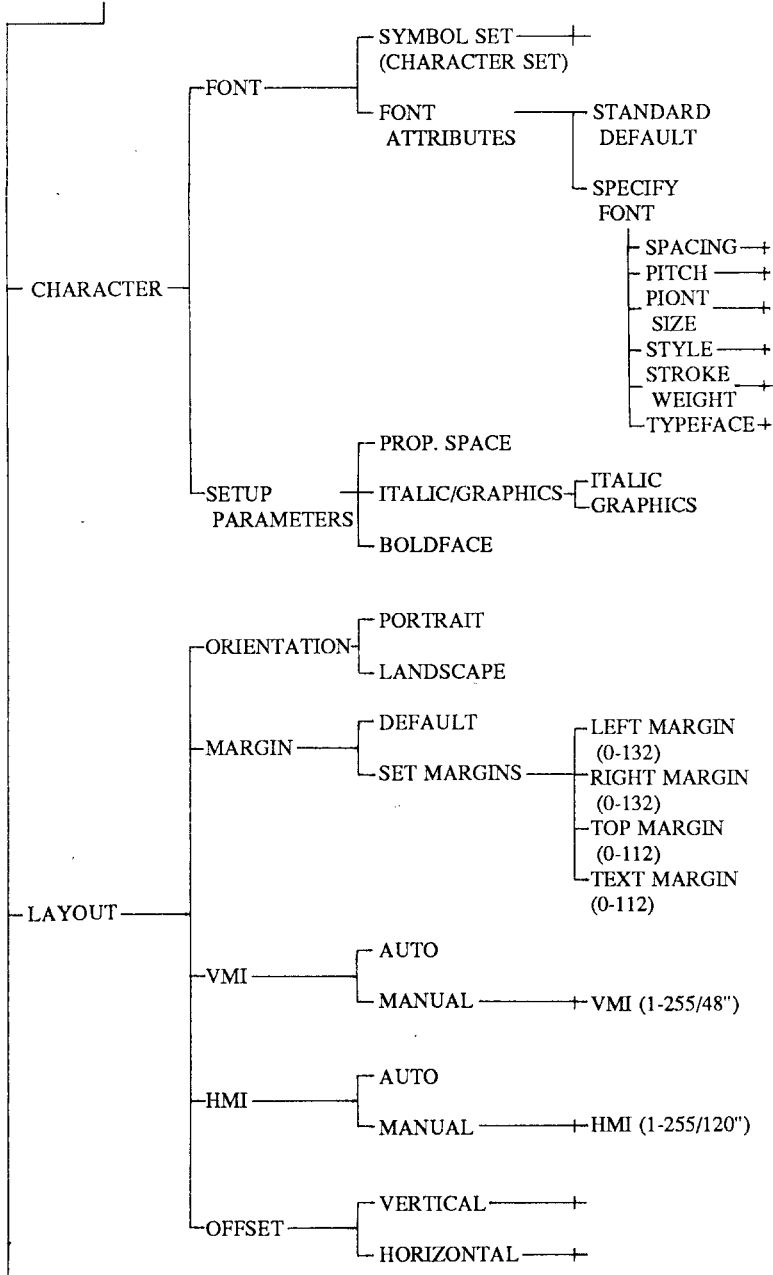 SYMBOL SET
(CHARACTER SET)
FONT
FONT
ATTRIBUTES
STANDARD
DEFAULT
SPECIFY
FONT
SPACING
PITCH
PIONT
SIZE
STYLE
STROKE
WEIGHT
TYPEFACE
CHARACTER
PROP. SPACE
SETUP
PARAMETERS
ITALIC/GRAPHICS
ITALIC
GRAPHICS
BOLDFACE
PORTRAIT
ORIENTATION
LANDSCAPE
DEFAULT
MARGIN
SET MARGINS
LEFT MARGIN
(0-132)
RIGHT MARGIN
(0-132)
TOP MARGIN
(0-112)
TEXT MARGIN
(0-112)
LAYOUT
AUTO
VMI
MANUAL
VMI (1-255/48")
AUTO
HMI
MANUAL
HMI (1-255/120")
VERTICAL
OFFSET
HORIZONTAL